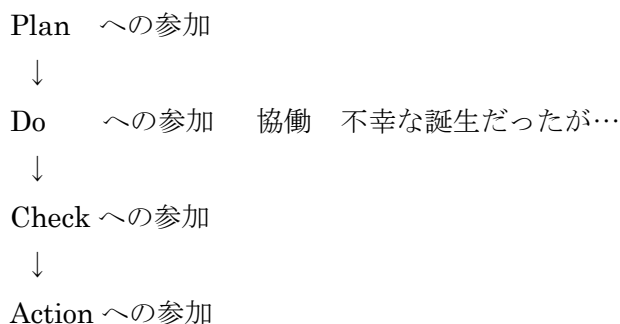 Plan　への参加
↓
Do　　への参加　協働　不幸な誕生だったが…
↓
Check への参加
↓
Action への参加